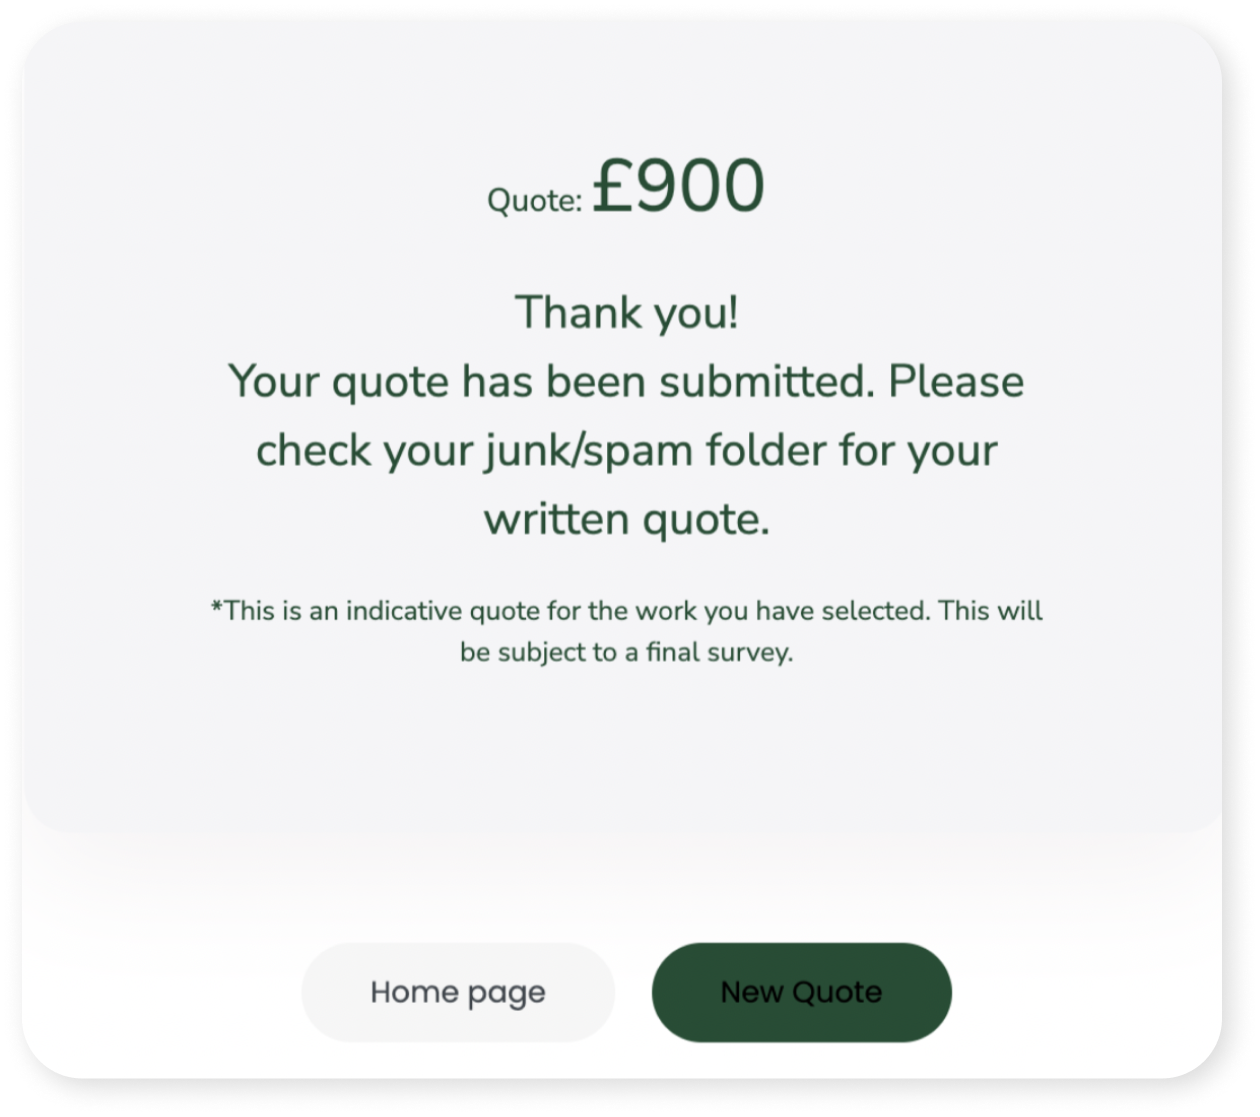 Quote: £900
Thank you!
Your quote has been submitted. Please
check your junk/spam folder for your
written quote.
*This is an indicative quote for the work you have selected. This will
be subject to a final survey.
Home page
New Quote